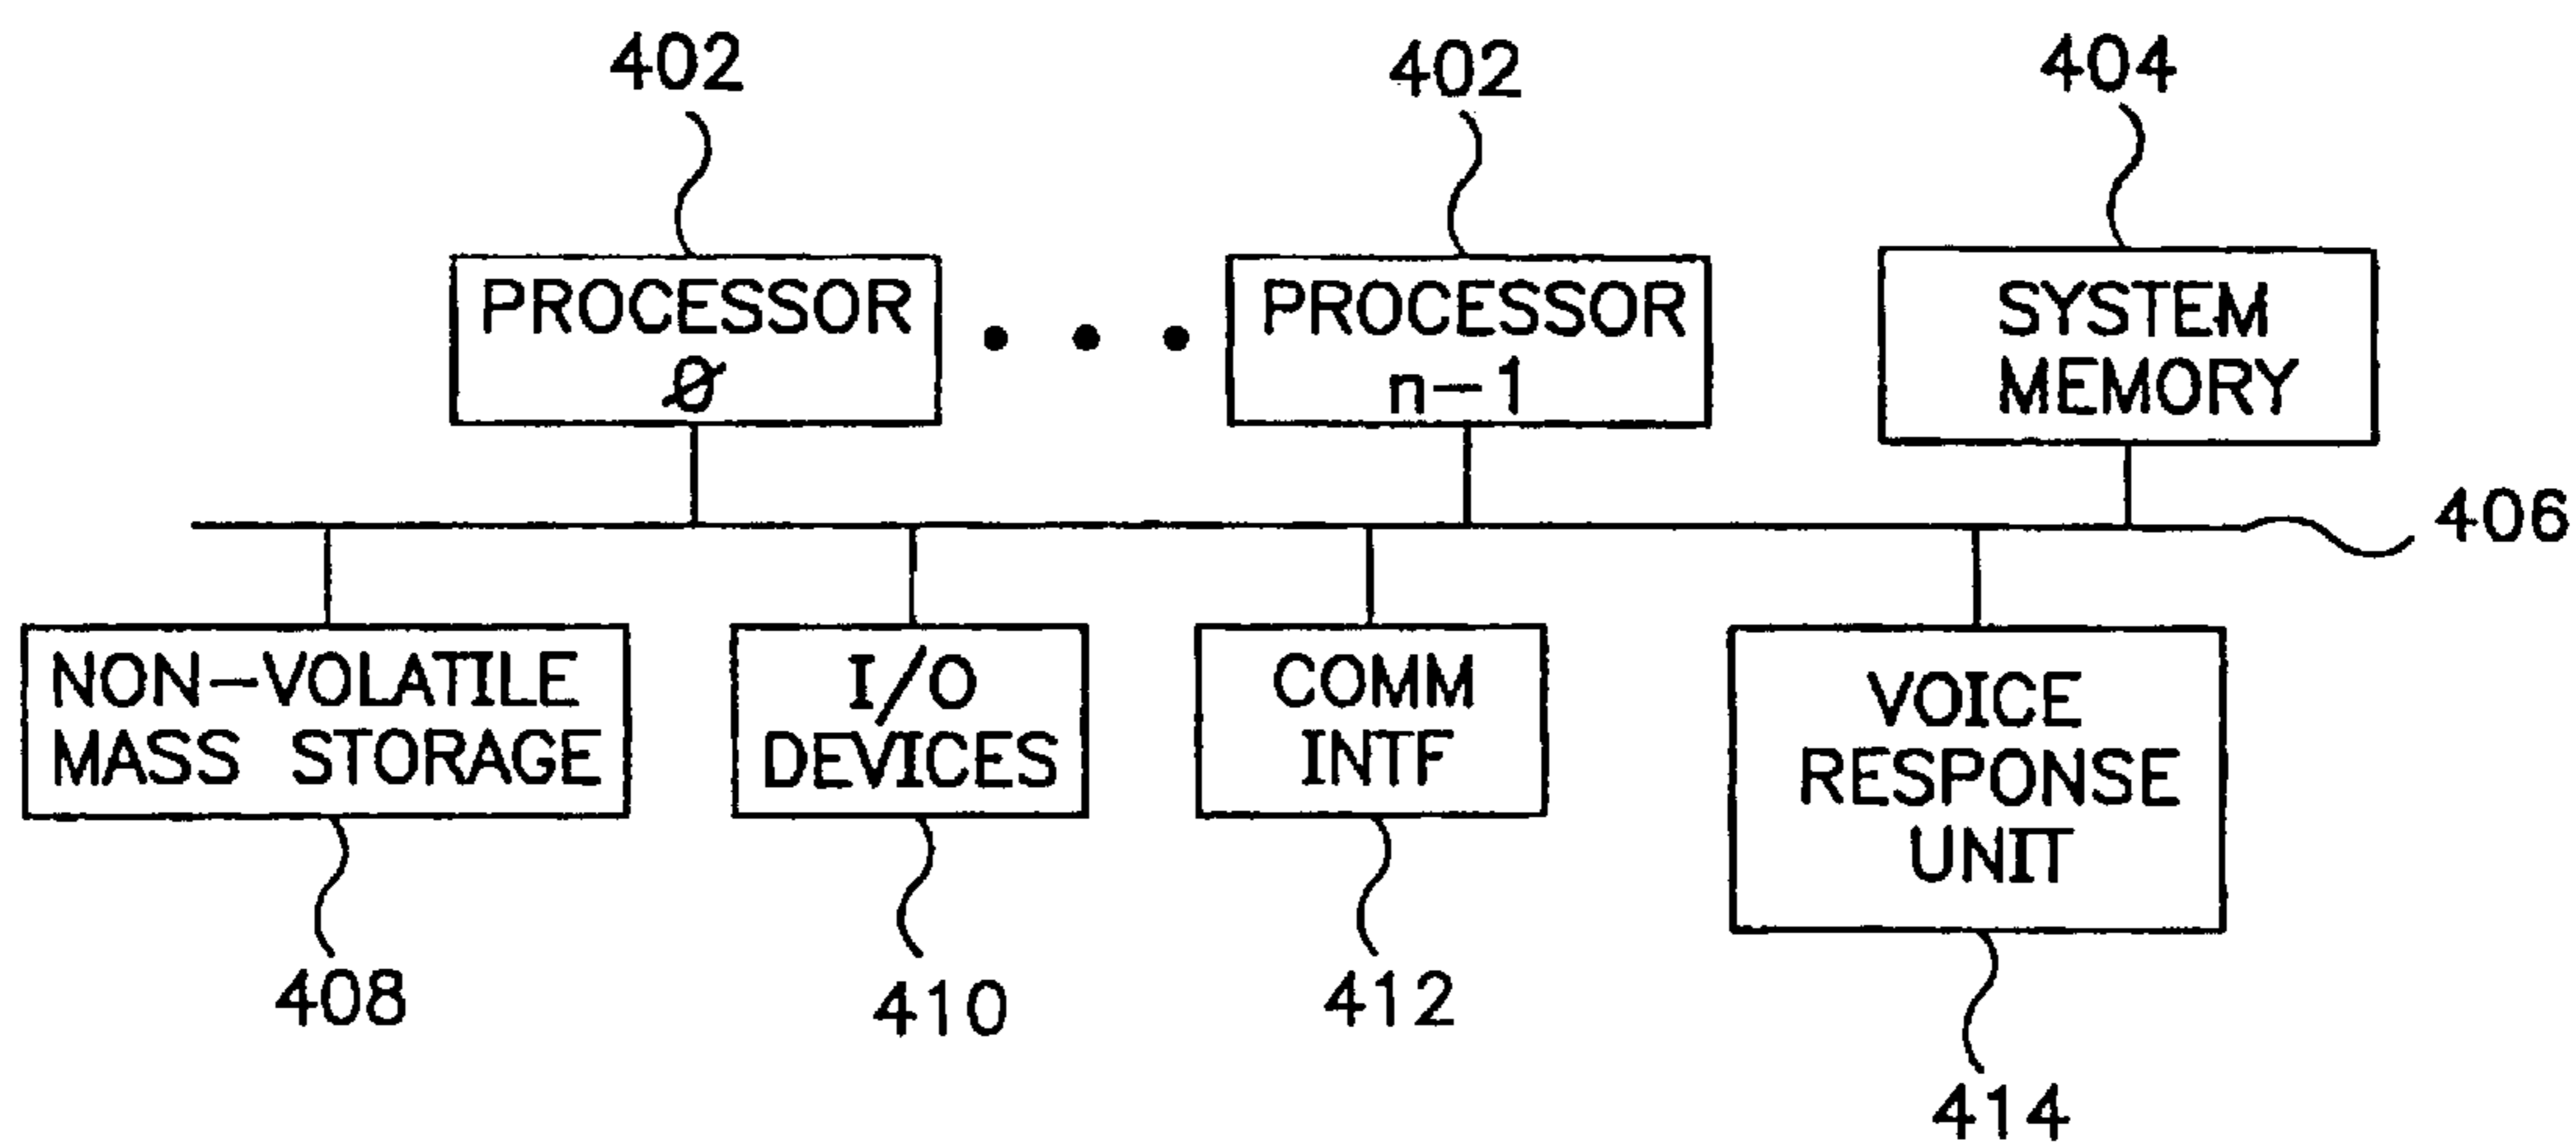 402 402 404
PROCESSOR PROCESSOR SYSTEM
0 n-1 MEMORY
406
NON-VOLATILE I/O COMM VOICE
MASS STORAGE DEVICES INTF RESPONSE
UNIT
408 410 412
414